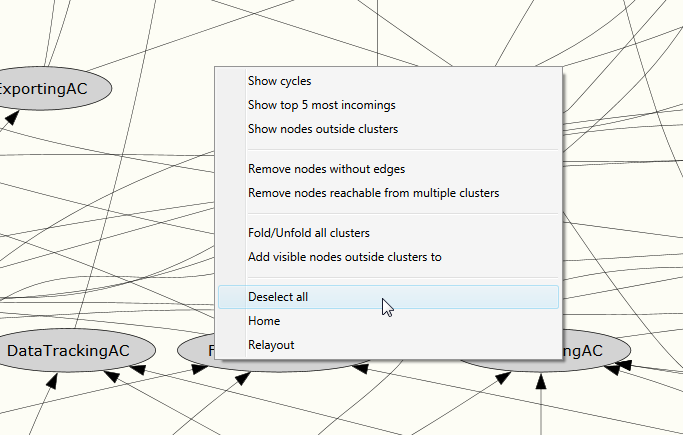 Show cycles
ExportingAC
Show top 5 most incomings
Show nodes outside clusters
Remove nodes without edges
Remove nodes reachable from multiple clusters
Fold/Unfold all clusters
Add visible nodes outside clusters to
Deselect all
Home
Relayout
DataTrackingAC